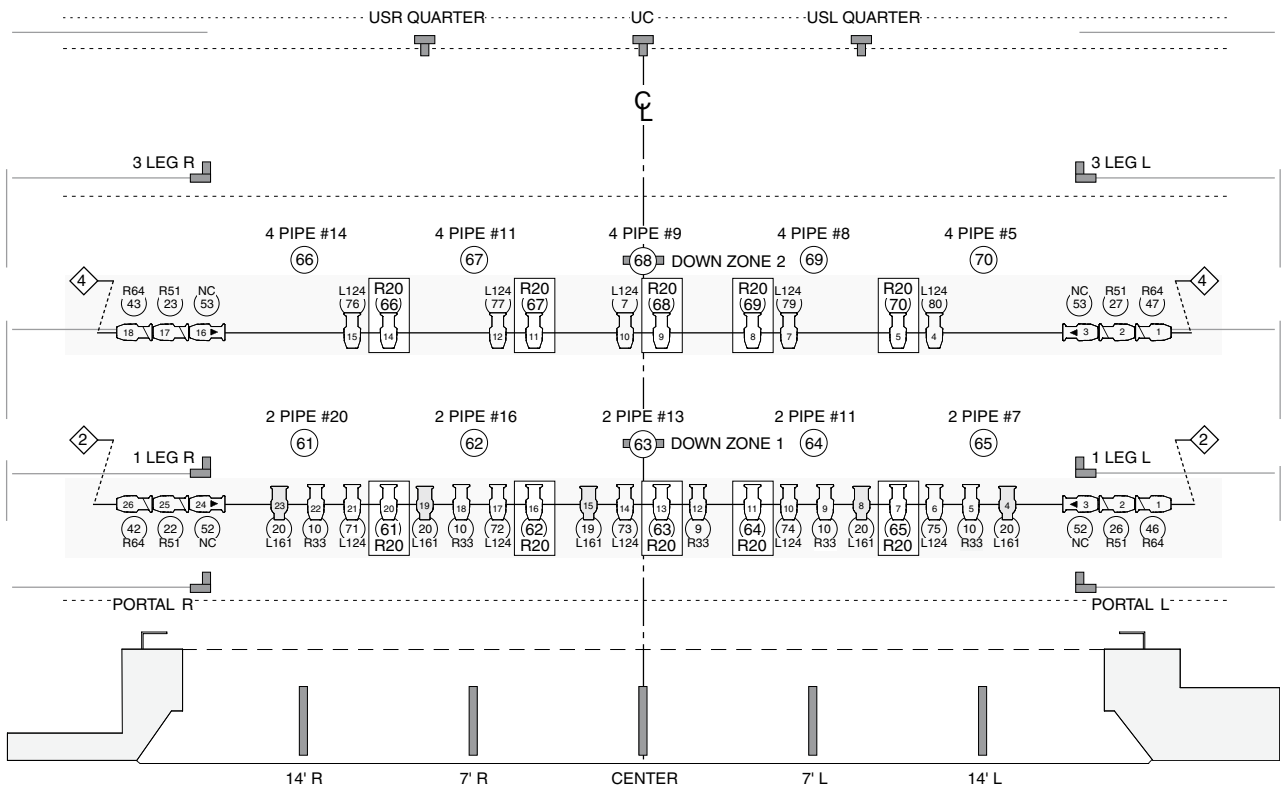 USR QUARTER UC USL QUARTER
CL
3 LEG R 3 LEG L
4 PIPE #14 4 PIPE #11 4 PIPE #9 4 PIPE #8 4 PIPE #5
66 67 68 DOWN ZONE 2 69 70
4 4
R64 R51 NC L124 R20 L124 R20 L124 R20 R20 L124 R20 L124 NC R51 R64
43 23 53 76 66 77 67 7 68 69 79 70 80 53 27 47
18 17 16 15 14 12 11 10 9 8 7 5 4 3 2 1
2 PIPE #20 2 PIPE #16 2 PIPE #13 2 PIPE #11 2 PIPE #7
61 62 63 DOWN ZONE 1 64 65
2 2
1 LEG R 1 LEG L
26 25 24 23 22 21 20 19 18 17 16 15 14 13 12 11 10 9 8 7 6 5 4 3 2 1
42 22 52 20 10 71 61 20 10 72 62 19 73 63 9 64 74 10 20 65 75 10 20 52 26 46
R64 R51 NC L161 R33 L124 R20 L161 R33 L124 R20 L161 L124 R20 R33 R20 L124 R33 L161 R20 L124 R33 L161 NC R51 R64
PORTAL R PORTAL L
14' R 7' R CENTER 7' L 14' L